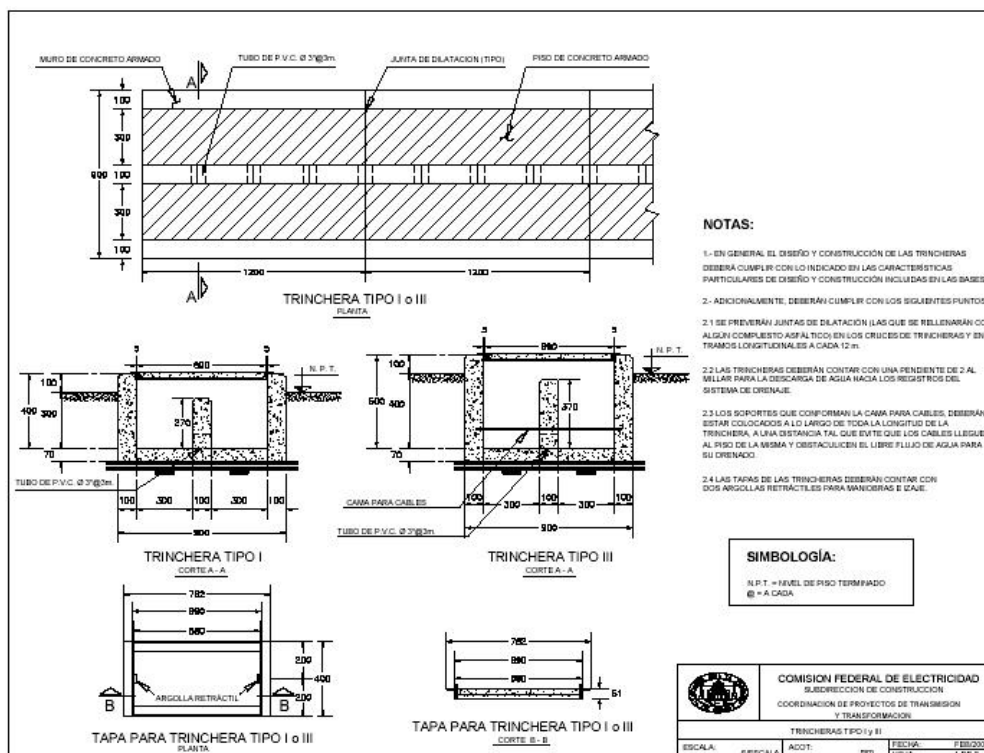 MURO DE CONCRETO ARMADO
TUBO DE P.V.C. Ø 3"@3m.
JUNTA DE DILATACION (TIPO)
PISO DE CONCRETO ARMADO
A
100
300
900
100
300
100
1200
1200
A
TRINCHERA TIPO I o III
PLANTA
5
5
600
N.P.T.
100
400
300
270
70
TUBO DE P.V.C. Ø 3"@3m.
100
300
100
300
100
900
TRINCHERA TIPO I
CORTE A - A
5
5
N.P.T.
100
500
400
370
70
CAMA PARA CABLES
TUBO DE P.V.C. Ø 3"@3m.
100
300
100
300
100
900
TRINCHERA TIPO III
CORTE A - A
782
690
200
400
200
ARGOLLA RETRÁCTIL
B
B
TAPA PARA TRINCHERA TIPO I o III
PLANTA
782
690
51
TAPA PARA TRINCHERA TIPO I o III
CORTE B - B
NOTAS:
1.- EN GENERAL EL DISEÑO Y CONSTRUCCIÓN DE LAS TRINCHERAS
DEBERÁ CUMPLIR CON LO INDICADO EN LAS CARACTERÍSTICAS
PARTICULARES DE DISEÑO Y CONSTRUCCIÓN INCLUIDAS EN LAS BASES
2.- ADICIONALMENTE, DEBERÁN CUMPLIR CON LOS SIGUIENTES PUNTOS
2.1 SE PREVERÁN JUNTAS DE DILATACIÓN (LAS QUE SE RELLENARÁN CO
ALGÚN COMPUESTO ASFÁLTICO) EN LOS CRUCES DE TRINCHERAS Y EN
TRAMOS LONGITUDINALES A CADA 12 m.
2.2 LAS TRINCHERAS DEBERÁN CONTAR CON UNA PENDIENTE DE 2 AL
MILLAR PARA LA DESCARGA DE AGUA HACIA LOS REGISTROS DEL
SISTEMA DE DRENAJE.
2.3 LOS SOPORTES QUE CONFORMAN LA CAMA PARA CABLES, DEBERÁN
ESTAR COLOCADOS A LO LARGO DE TODA LA LONGITUD DE LA
TRINCHERA, A UNA DISTANCIA TAL QUE EVITE QUE LOS CABLES LLEGUE
AL PISO DE LA MISMA Y OBSTACULICEN EL LIBRE FLUJO DE AGUA PARA
SU DRENADO.
2.4 LAS TAPAS DE LAS TRINCHERAS DEBERÁN CONTAR CON
DOS ARGOLLAS RETRÁCTILES PARA MANIOBRAS E IZAJE.
SIMBOLOGÍA:
N.P.T. = NIVEL DE PISO TERMINADO
@ = A CADA
COMISION FEDERAL DE ELECTRICIDAD
SUBDIRECCION DE CONSTRUCCION
COORDINACION DE PROYECTOS DE TRANSMISION
Y TRANSFORMACION
TRINCHERAS TIPO I y III
ESCALA:
S/ESCALA
ACOT:
FECHA: